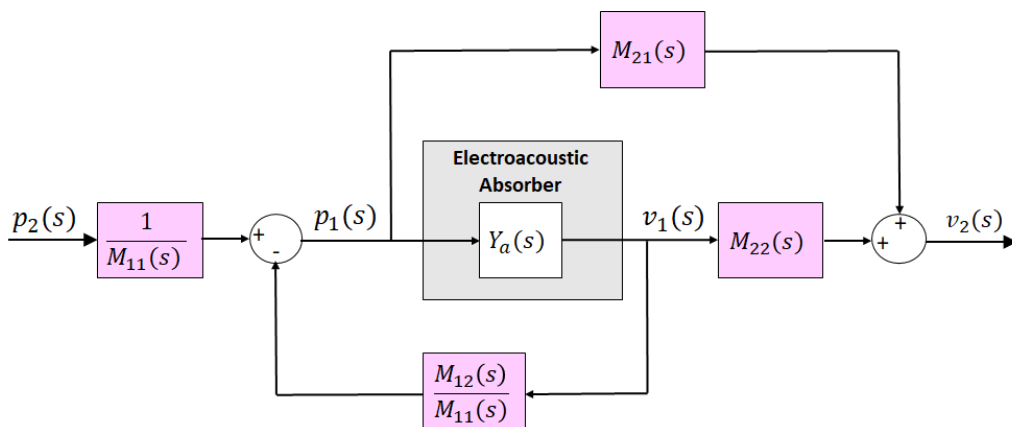 M₂₁(s)
Electroacoustic
Absorber
p₂(s)
1
M₁₁(s)
+
-
p₁(s)
Yₐ(s)
v₁(s)
M₂₂(s)
+
+
v₂(s)
M₁₂(s)
M₁₁(s)